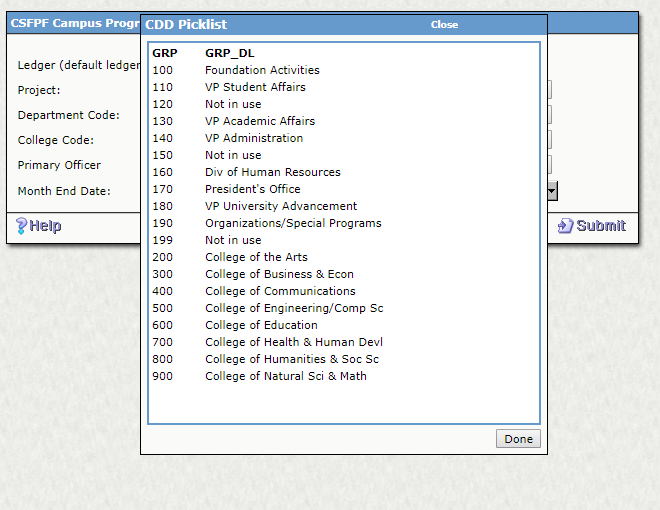 CSFPF Campus Progr
CDD Picklist Close
Ledger (default ledger
Project:
Department Code:
College Code:
Primary Officer
Month End Date:
Help
GRP GRP_DL
100 Foundation Activities
110 VP Student Affairs
120 Not in use
130 VP Academic Affairs
140 VP Administration
150 Not in use
160 Div of Human Resources
170 President's Office
180 VP University Advancement
190 Organizations/Special Programs
199 Not in use
200 College of the Arts
300 College of Business & Econ
400 College of Communications
500 College of Engineering/Comp Sc
600 College of Education
700 College of Health & Human Devl
800 College of Humanities & Soc Sc
900 College of Natural Sci & Math
Done
Submit